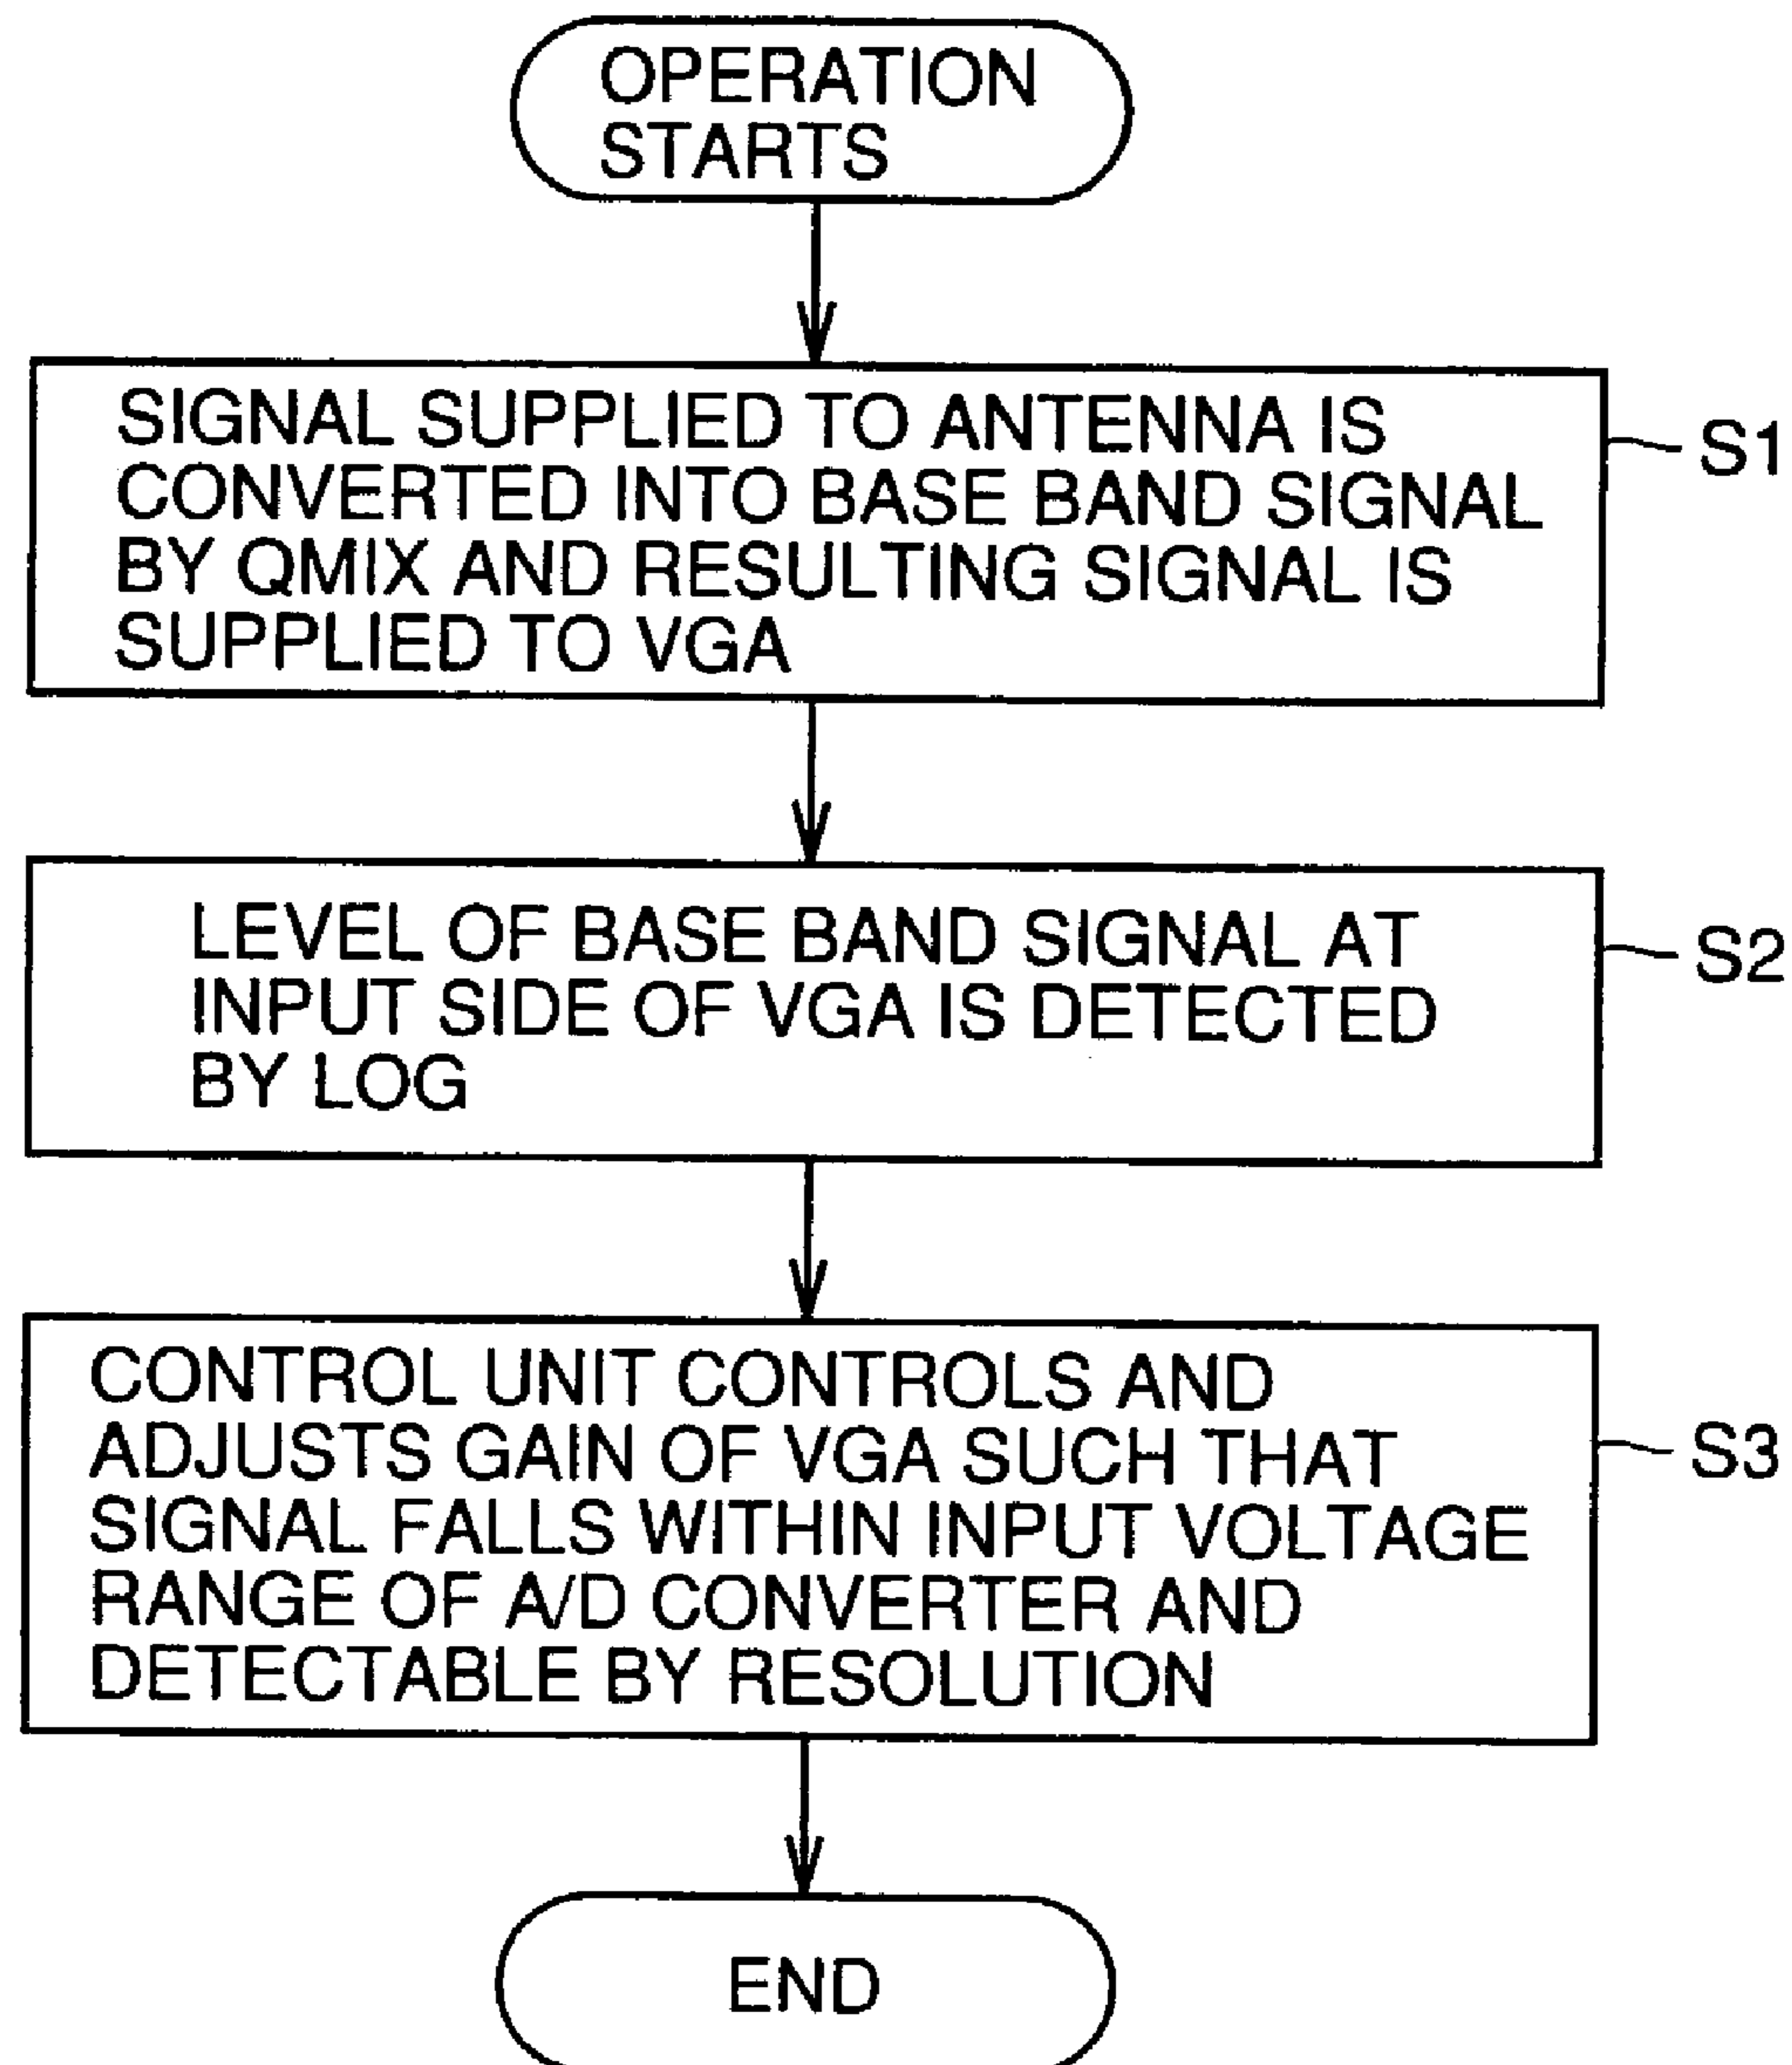 OPERATION
STARTS
SIGNAL SUPPLIED TO ANTENNA IS
CONVERTED INTO BASE BAND SIGNAL
BY QMIX AND RESULTING SIGNAL IS
SUPPLIED TO VGA
S1
LEVEL OF BASE BAND SIGNAL AT
INPUT SIDE OF VGA IS DETECTED
BY LOG
S2
CONTROL UNIT CONTROLS AND
ADJUSTS GAIN OF VGA SUCH THAT
SIGNAL FALLS WITHIN INPUT VOLTAGE
RANGE OF A/D CONVERTER AND
DETECTABLE BY RESOLUTION
S3
END